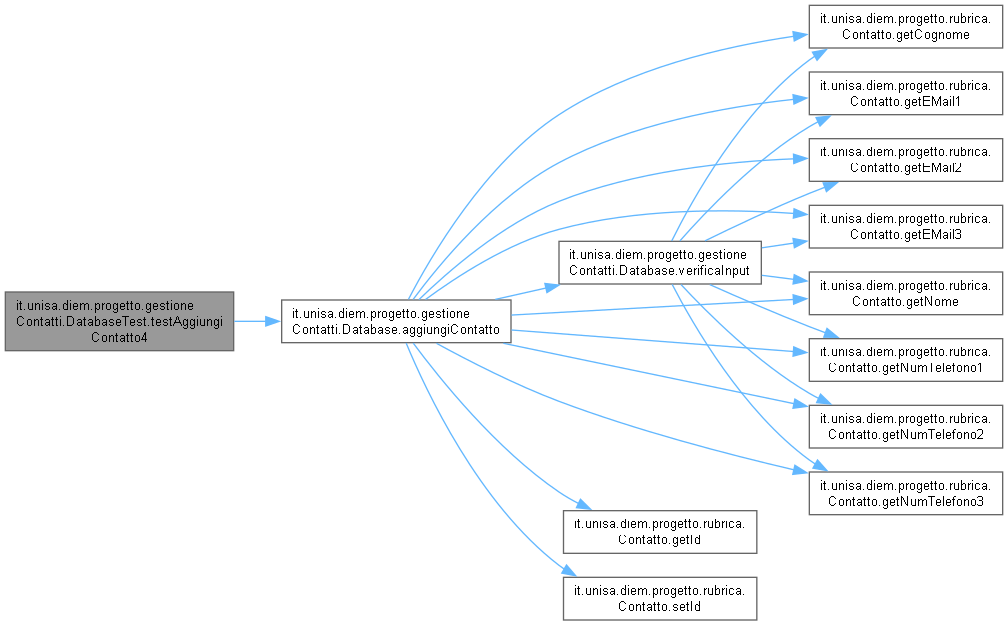 it.unisa.diem.progetto.gestione
Contatti.DatabaseTest.testAggiungi
Contatto4
it.unisa.diem.progetto.gestione
Contatti.Database.aggiungiContatto
it.unisa.diem.progetto.gestione
Contatti.Database.verificaInput
it.unisa.diem.progetto.rubrica.
Contatto.getCognome
it.unisa.diem.progetto.rubrica.
Contatto.getEMail1
it.unisa.diem.progetto.rubrica.
Contatto.getEMail2
it.unisa.diem.progetto.rubrica.
Contatto.getEMail3
it.unisa.diem.progetto.rubrica.
Contatto.getNome
it.unisa.diem.progetto.rubrica.
Contatto.getNumTelefono1
it.unisa.diem.progetto.rubrica.
Contatto.getNumTelefono2
it.unisa.diem.progetto.rubrica.
Contatto.getNumTelefono3
it.unisa.diem.progetto.rubrica.
Contatto.getId
it.unisa.diem.progetto.rubrica.
Contatto.setId